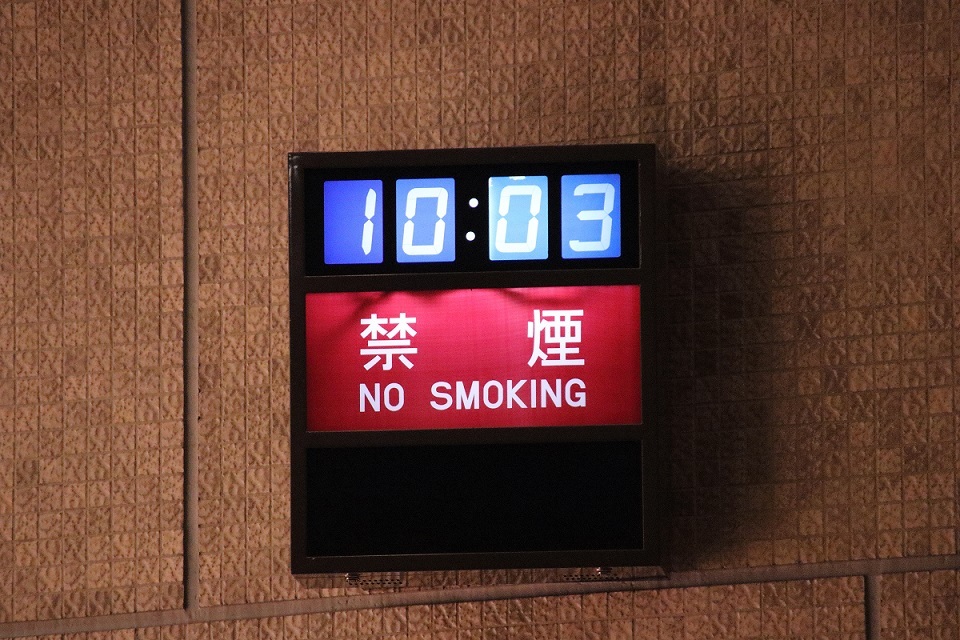 10:03
禁 煙
NO SMOKING